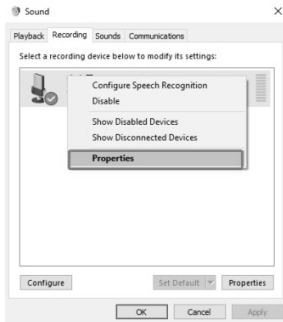 Sound
Playback Recording Sounds Communications
Select a recording device below to modify its settings:
Configure Speech Recognition
Disable
Show Disabled Devices
Show Disconnected Devices
Properties
Configure Set Default Properties
OK Cancel Apply